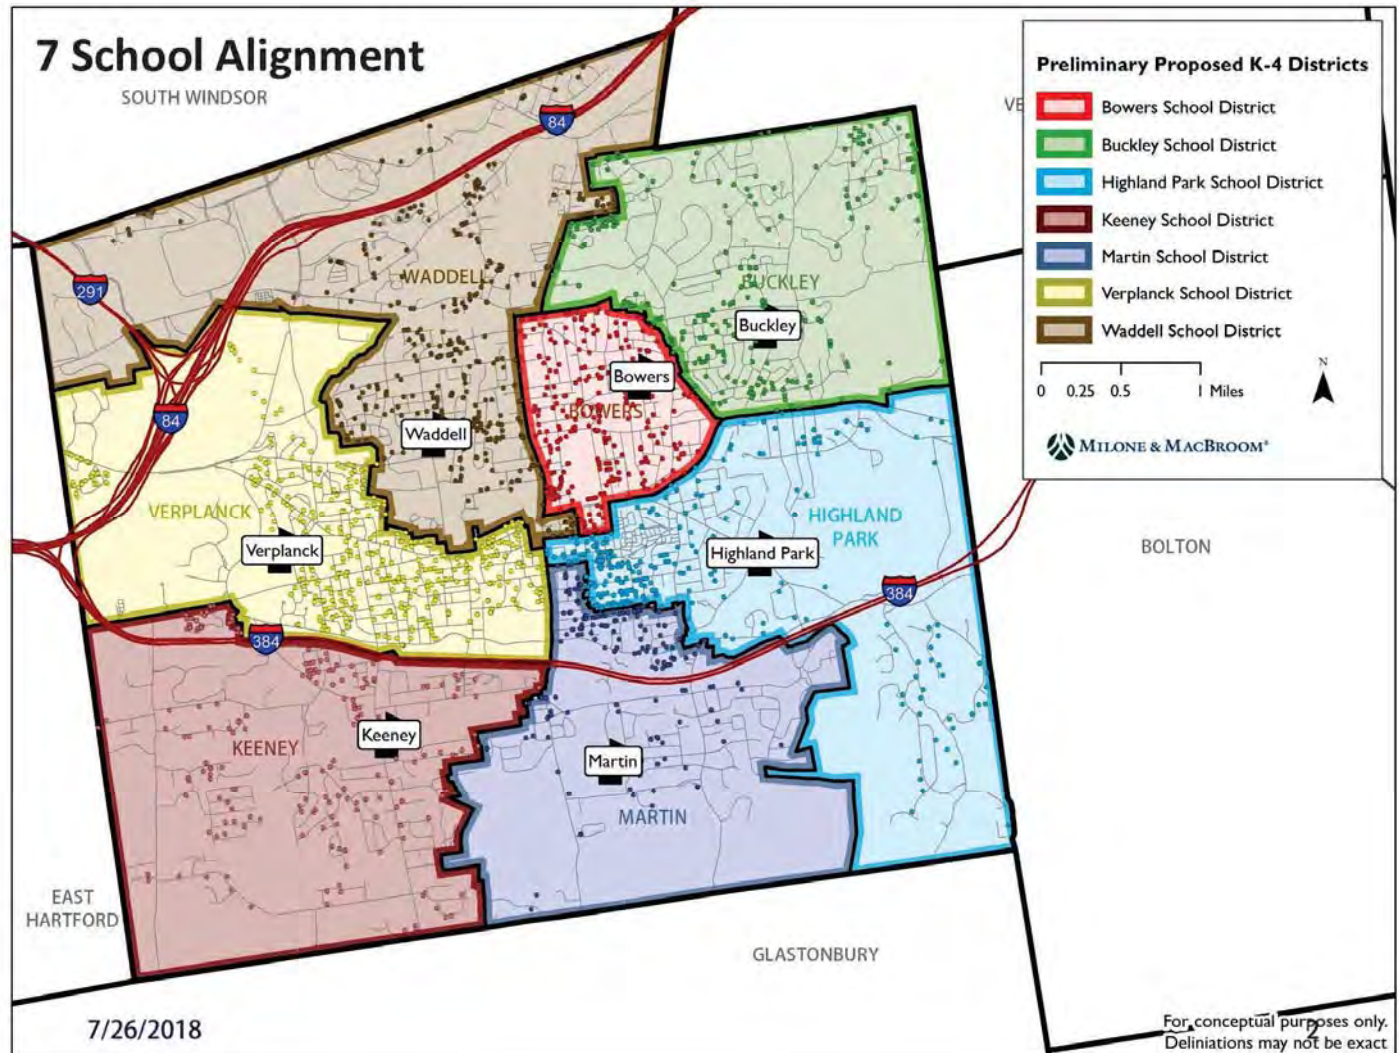 7 School Alignment
SOUTH WINDSOR
VE
Preliminary Proposed K-4 Districts
Bowers School District
Buckley School District
Highland Park School District
Keeney School District
Martin School District
Verplanck School District
Waddell School District
0 0.25 0.5 1 Miles
N
MILONE & MACBROOM®
84
291
WADDELL
BUCKLEY
Buckley
Bowers
BOWERS
84
Waddell
VERPLANCK
Verplanck
HIGHLAND
PARK
Highland Park
BOLTON
384
384
KEENEY
Keeney
Martin
MARTIN
EAST
HARTFORD
GLASTONBURY
7/26/2018
For conceptual purposes only.
2
Deliniations may not be exact